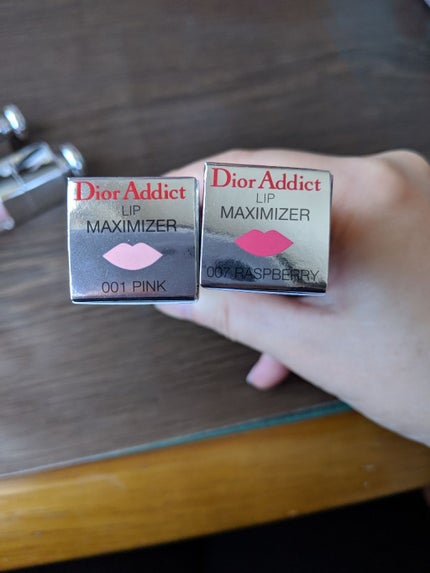 Dior Addict
LIP
MAXIMIZER
001 PINK
Dior Addict
LIP
MAXIMIZER
007 RASPBERRY